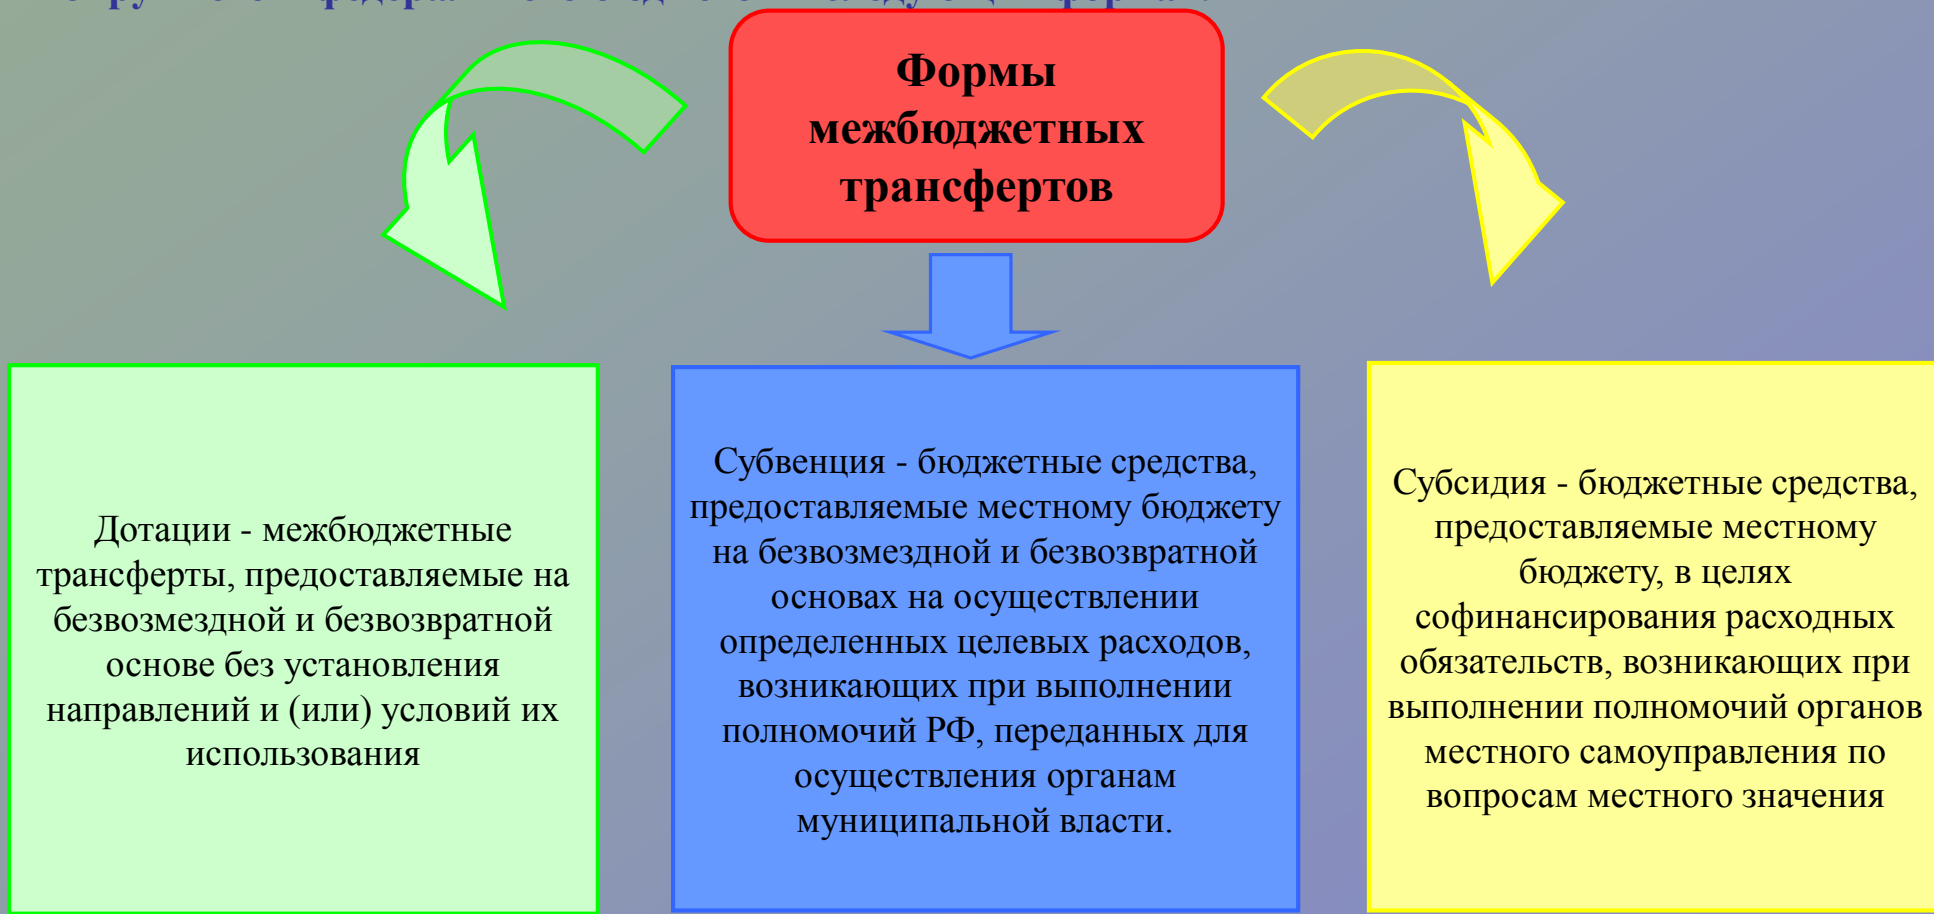 Формы
межбюджетных
трансфертов
Дотации - межбюджетные
трансферты, предоставляемые на
безвозмездной и безвозвратной
основе без установления
направлений и (или) условий их
использования
Субвенция - бюджетные средства,
предоставляемые местному бюджету
на безвозмездной и безвозвратной
основах на осуществлении
определенных целевых расходов,
возникающих при выполнении
полномочий РФ, переданных для
осуществления органам
муниципальной власти.
Субсидия - бюджетные средства,
предоставляемые местному
бюджету, в целях
софинансирования расходных
обязательств, возникающих при
выполнении полномочий органов
местного самоуправления по
вопросам местного значения